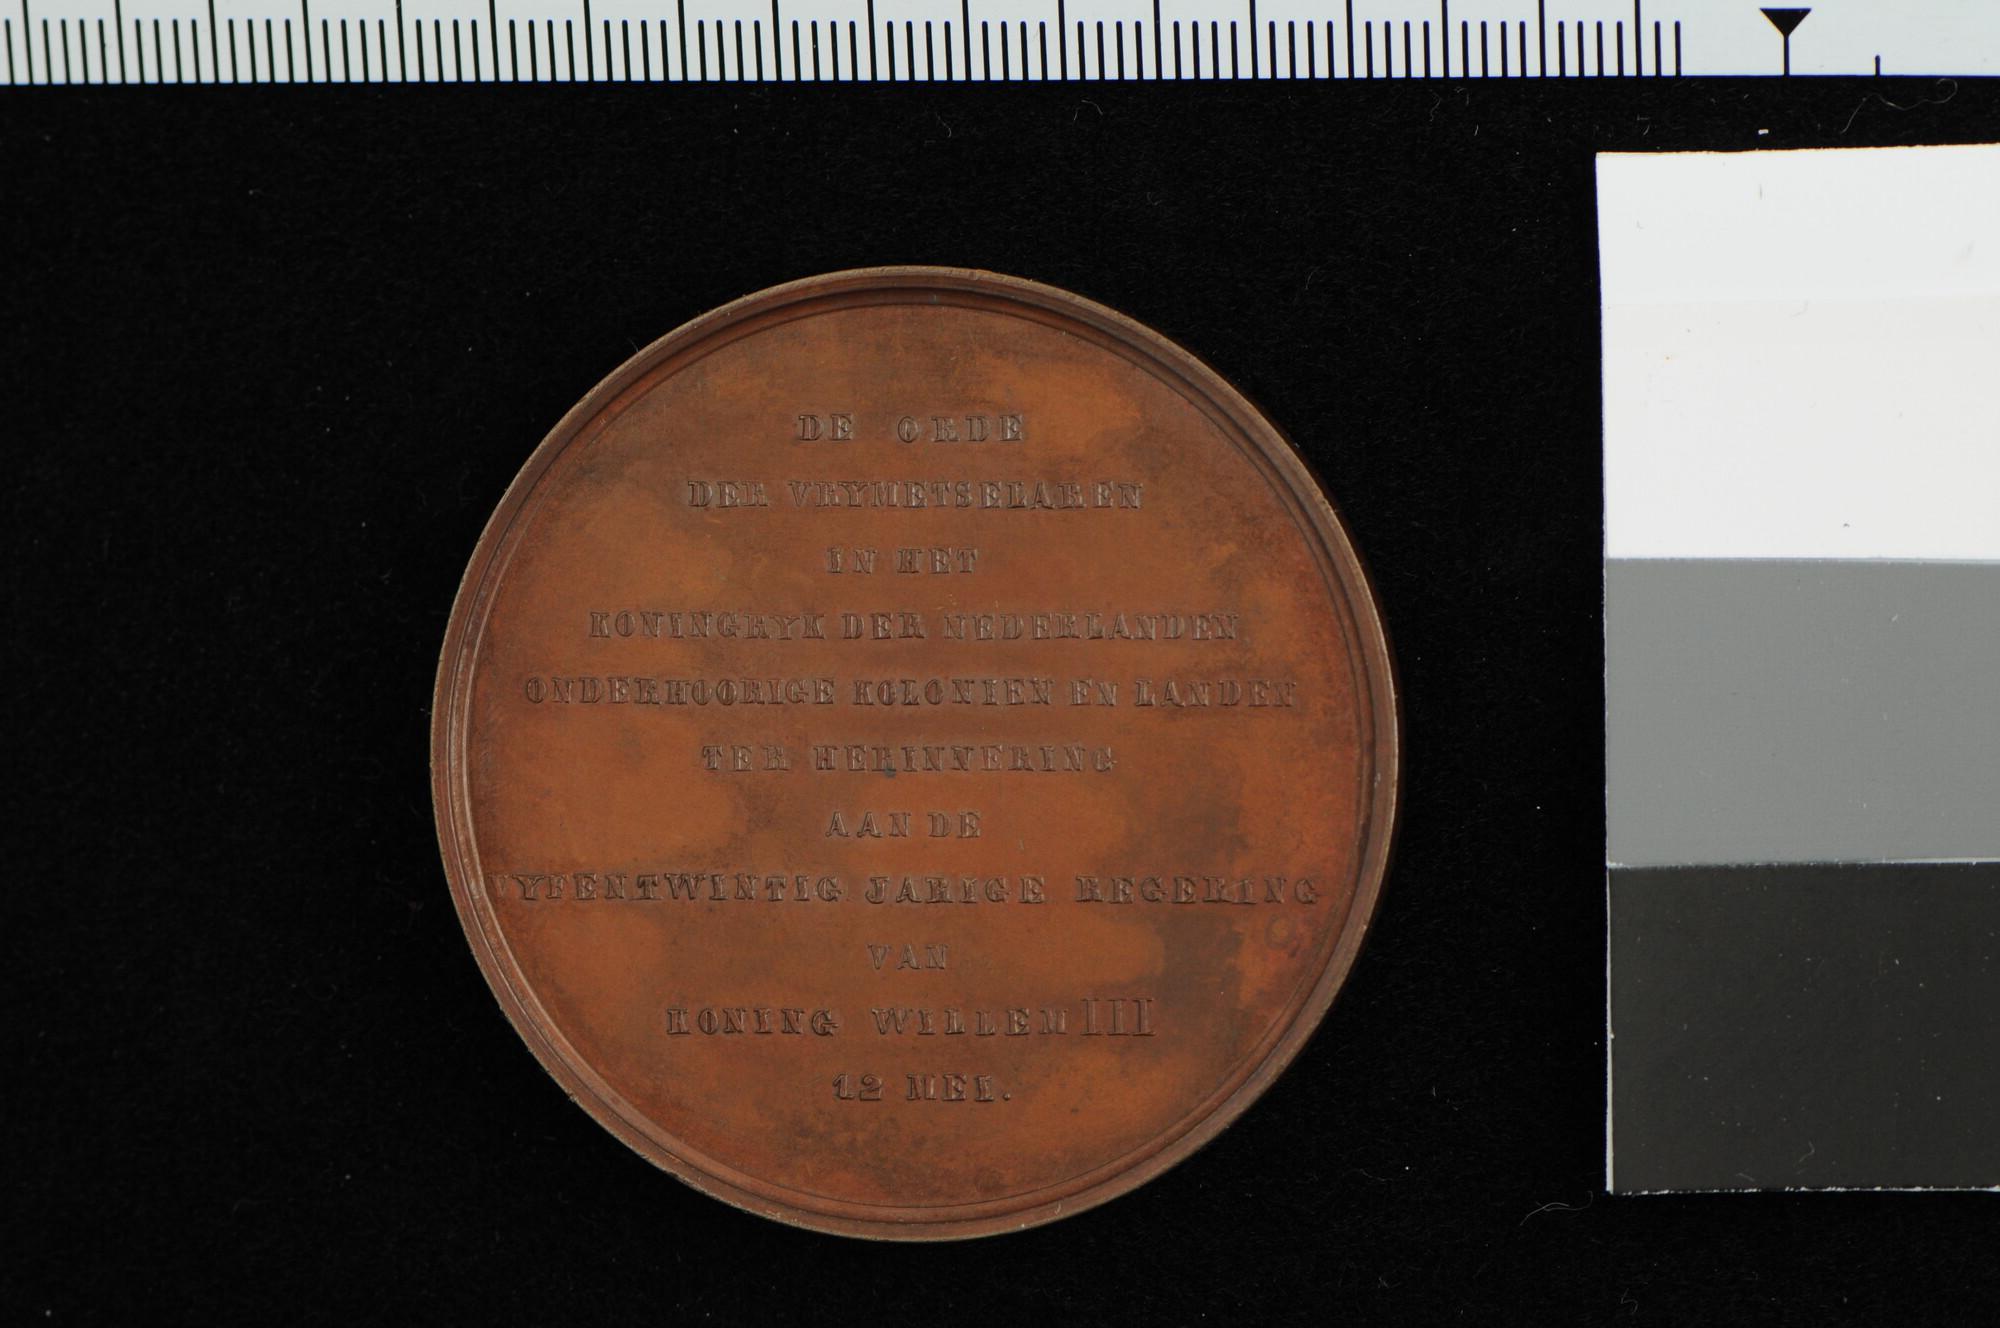 DE ORDE
DER VRYMETSELAREN
IN HET
KONINGRYK DER NEDERLANDEN
ONDERHOORIGE KOLONIEN EN LANDEN
TER HERINNERING
AAN DE
VYFENTWINTIG JARIGE REGERING
VAN
KONING WILLEM III
12 MEI.